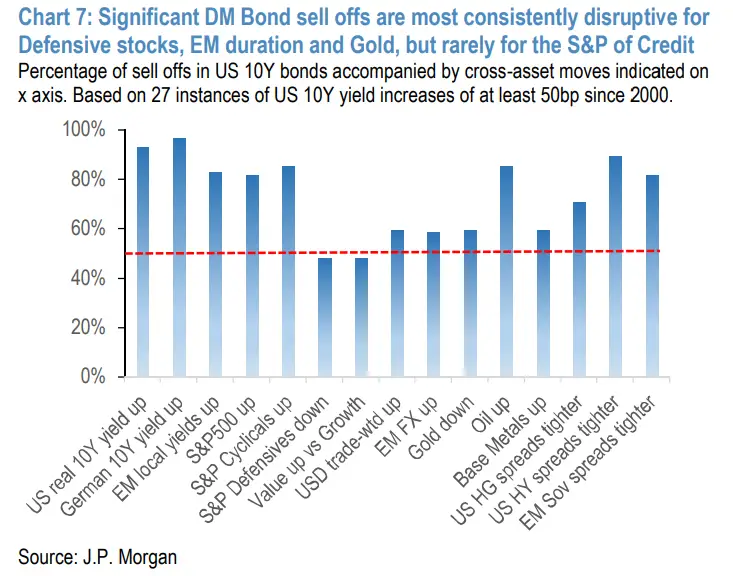 Chart 7: Significant DM Bond sell offs are most consistently disruptive for
Defensive stocks, EM duration and Gold, but rarely for the S&P of Credit
Percentage of sell offs in US 10Y bonds accompanied by cross-asset moves indicated on
x axis. Based on 27 instances of US 10Y yield increases of at least 50bp since 2000.
100%
80%
60%
40%
20%
0%
US real 10Y yield up
German 10Y yield up
EM local yields up
S&P500 up
S&P Cyclicals up
S&P Defensives down
Value up vs Growth
USD trade-wtd up
EM FX up
Gold down
Oil up
Base Metals up
US HG spreads tighter
US HY spreads tighter
EM Sov spreads tighter
Source: J.P. Morgan